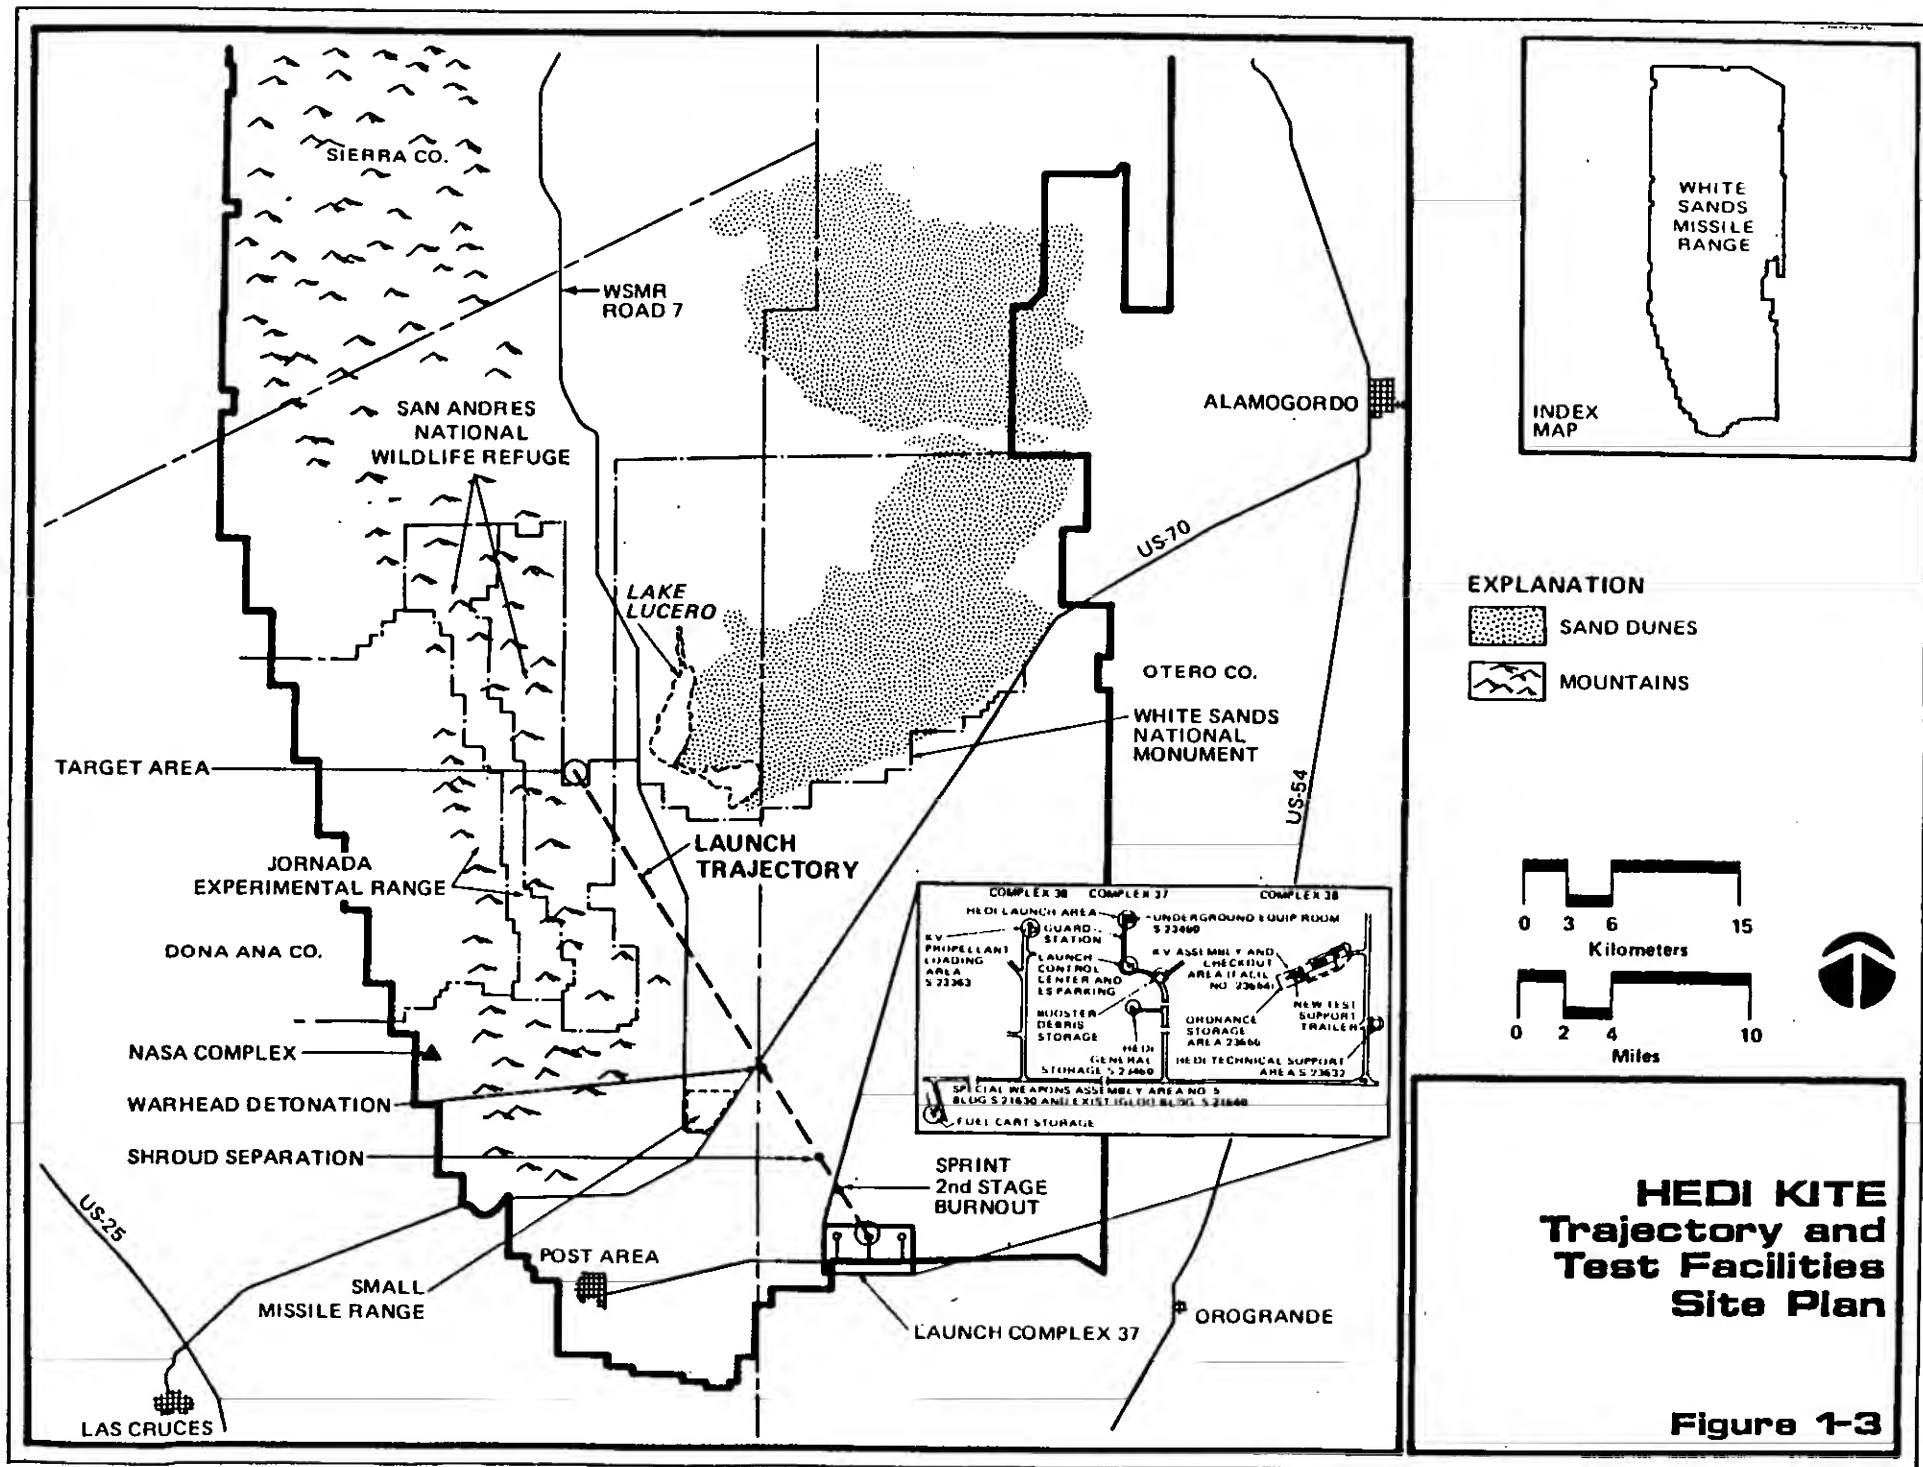 SIERRA CO.
WSMR
ROAD 7
SAN ANDRES
NATIONAL
WILDLIFE REFUGE
ALAMOGORDO
US-70
LAKE
LUCERO
OTERO CO.
WHITE SANDS
NATIONAL
MONUMENT
TARGET AREA
US-54
LAUNCH
TRAJECTORY
JORNADA
EXPERIMENTAL RANGE
DONA ANA CO.
NASA COMPLEX
WARHEAD DETONATION
SHROUD SEPARATION
SPRINT
2nd STAGE
BURNOUT
US-25
POST AREA
SMALL
MISSILE RANGE
LAUNCH COMPLEX 37
OROGRANDE
LAS CRUCES
COMPLEX 37
COMPLEX 38
HEDI LAUNCH AREA
UNDERGROUND EQUIP ROOM
GUARD
STATION
KV
PROPELLANT
LOADING
AREA
LAUNCH
CONTROL
CENTER AND
PARKING
KV ASSEMBLY AND
CHECKOUT
BOOSTER
DEBRIS
STORAGE
ORDNANCE
STORAGE
NEW TEST
SUPPORT
TRAILER
HEDI
GENERAL
STORAGE
HEDI TECHNICAL SUPPORT
SPECIAL WEAPONS ASSEMBLY AREA NO. 5
FUEL CART STORAGE
WHITE
SANDS
MISSILE
RANGE
INDEX
MAP
EXPLANATION
SAND DUNES
MOUNTAINS
0 3 6 15
Kilometers
0 2 4 10
Miles
HEDI KITE
Trajectory and
Test Facilities
Site Plan
Figure 1-3